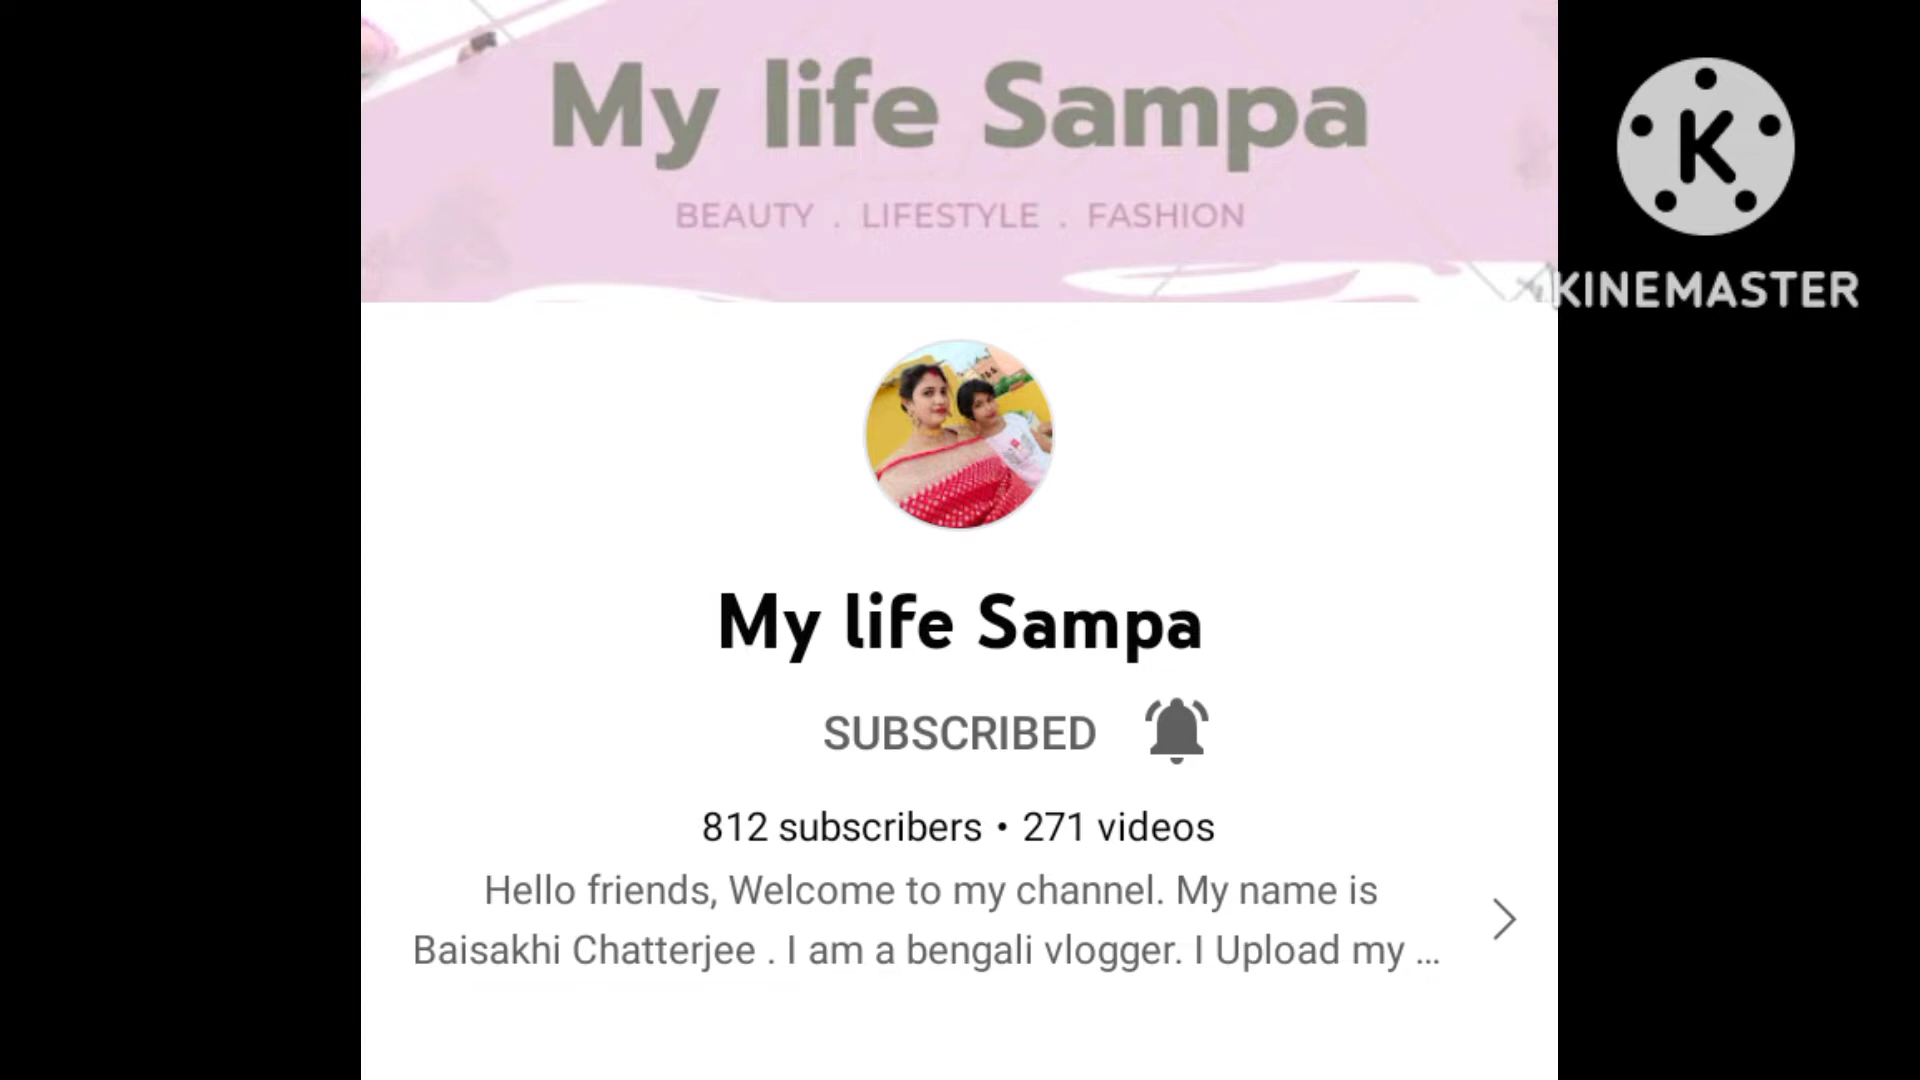 My life Sampa
BEAUTY . LIFESTYLE . FASHION
K
KINEMASTER
My life Sampa
SUBSCRIBED
812 subscribers • 271 videos
Hello friends, Welcome to my channel. My name is
Baisakhi Chatterjee . I am a bengali vlogger. I Upload my ...